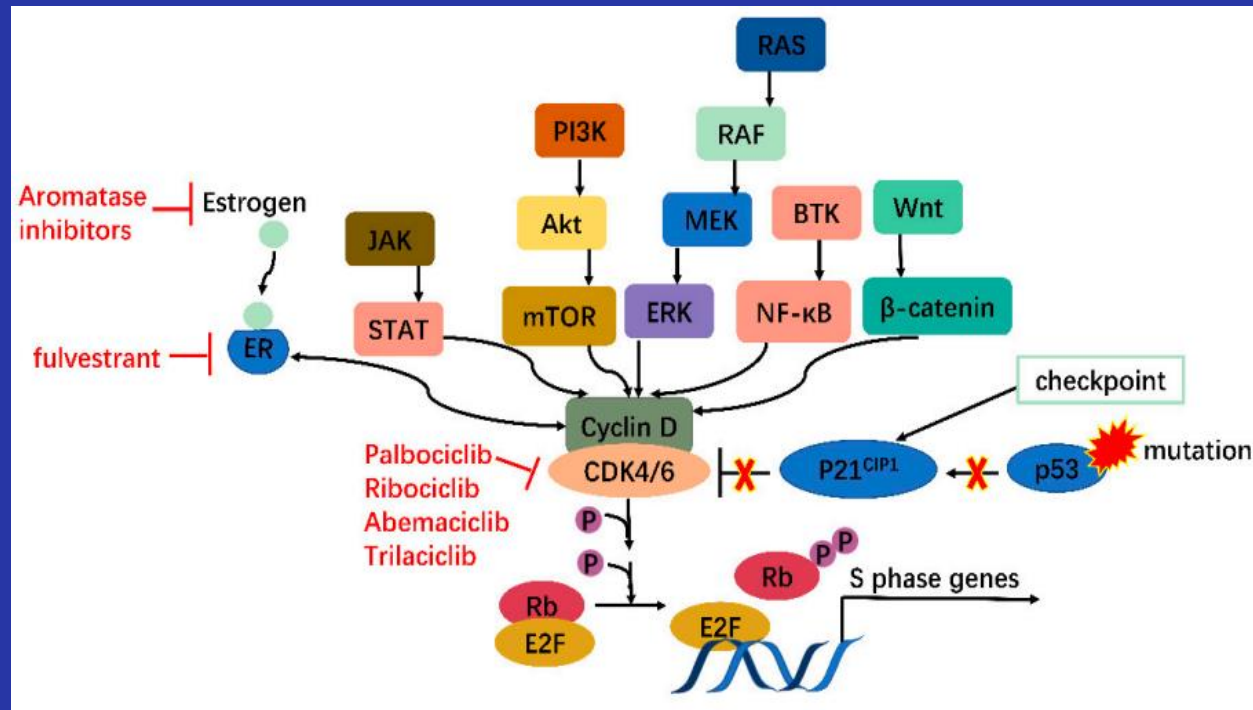 RAS
PI3K
RAF
Aromatase
inhibitors
Estrogen
JAK
Akt
MEK
BTK
Wnt
STAT
mTOR
ERK
NF-κB
β-catenin
fulvestrant
ER
checkpoint
Cyclin D
CDK4/6
P21CIP1
p53
mutation
Palbociclib
Ribociclib
Abemaciclib
Trilaciclib
P
P
Rb
E2F
Rb
P
P
E2F
S phase genes